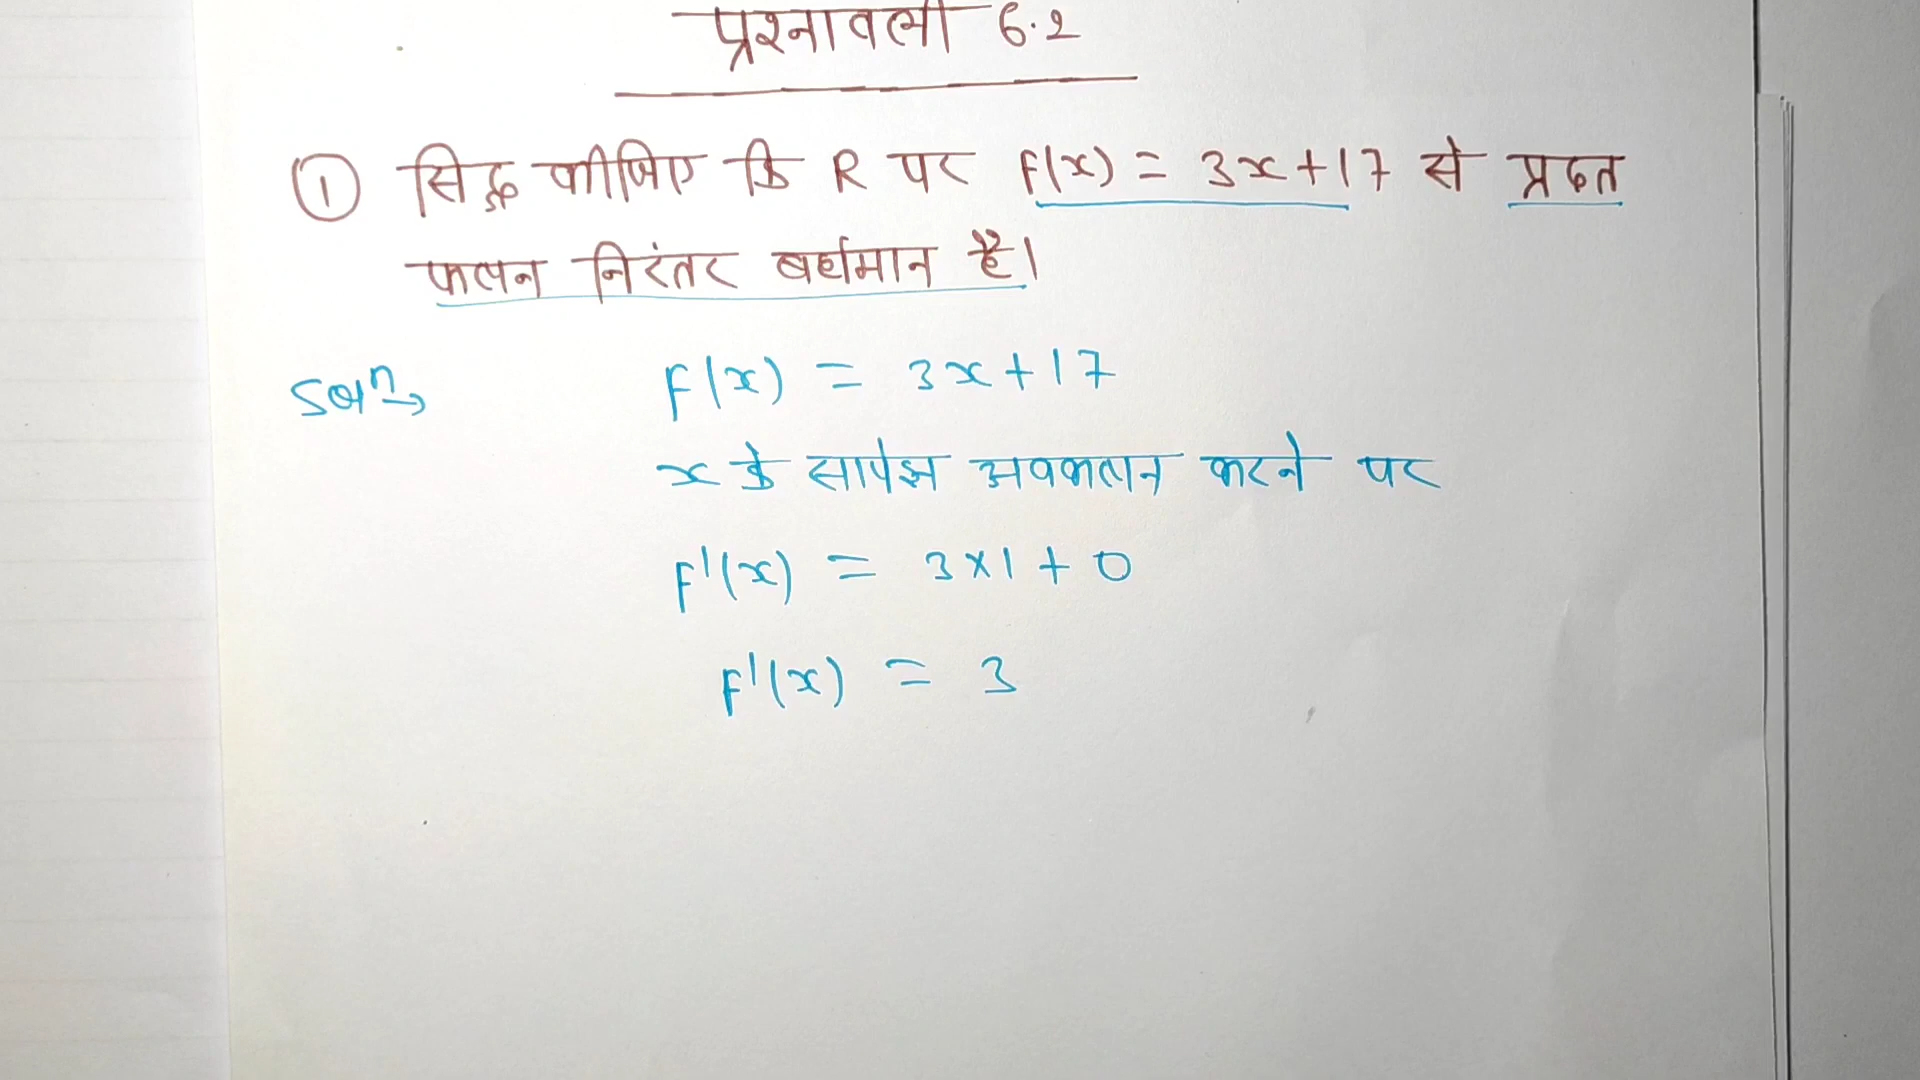 प्रश्नावली 6.2
① सिद्ध कीजिए कि R पर f(x) = 3x+17 से प्रदत
फलन निरंतर बर्धमान है।
Solⁿ→ f(x) = 3x+17
x के सापेक्ष अवकलन करने पर
f'(x) = 3×1+0
f'(x) = 3